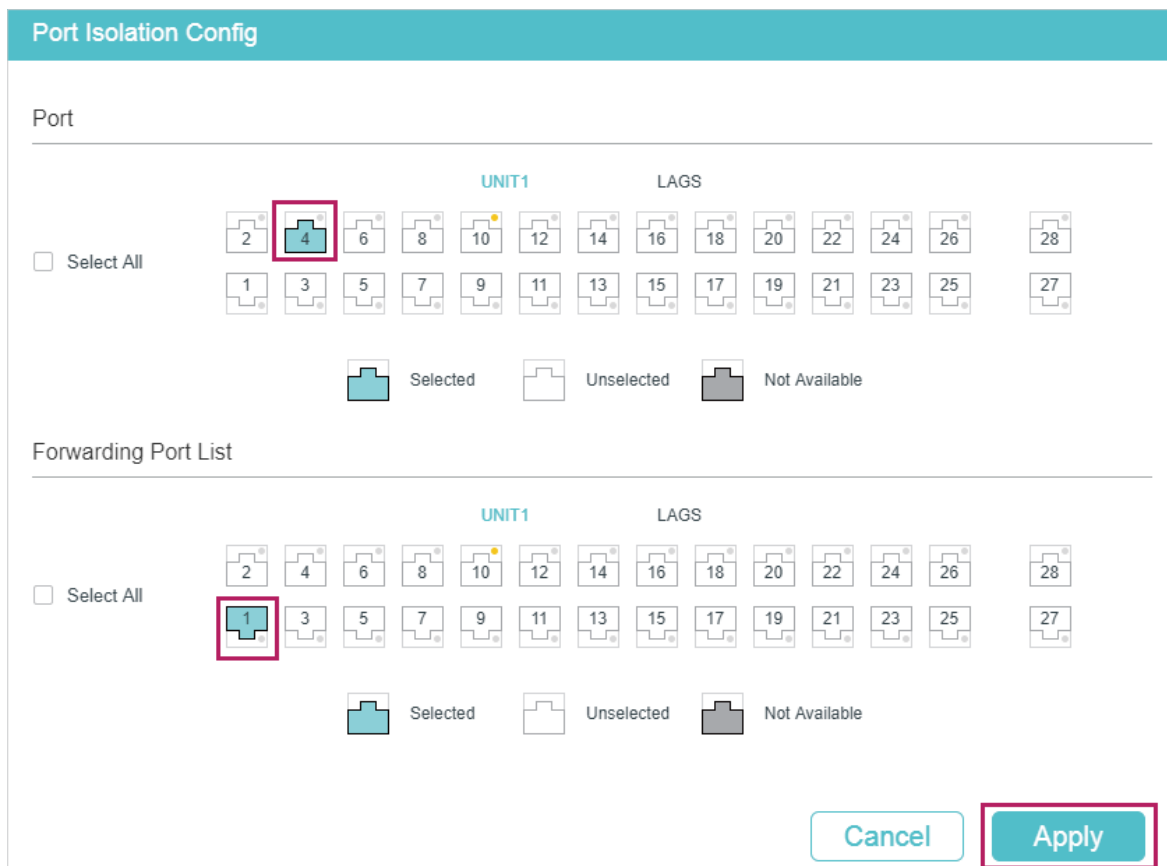 Port Isolation Config
Port
UNIT1 LAGS
2 4 6 8 10 12 14 16 18 20 22 24 26 28
Select All
1 3 5 7 9 11 13 15 17 19 21 23 25 27
Selected Unselected Not Available
Forwarding Port List
UNIT1 LAGS
2 4 6 8 10 12 14 16 18 20 22 24 26 28
Select All
1 3 5 7 9 11 13 15 17 19 21 23 25 27
Selected Unselected Not Available
Cancel Apply